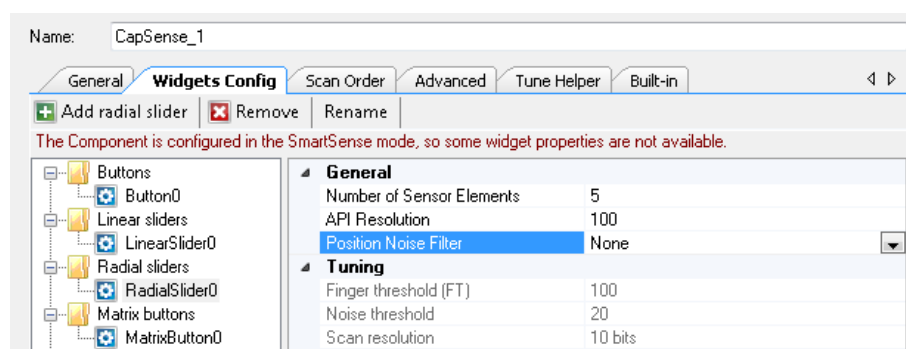 Name: CapSense_1
General Widgets Config Scan Order Advanced Tune Helper Built-in
Add radial slider Remove Rename
The Component is configured in the SmartSense mode, so some widget properties are not available.
Buttons
Button0
Linear sliders
LinearSlider0
Radial sliders
RadialSlider0
Matrix buttons
MatrixButton0
General
Number of Sensor Elements 5
API Resolution 100
Position Noise Filter None
Tuning
Finger threshold (FT) 100
Noise threshold 20
Scan resolution 10 bits